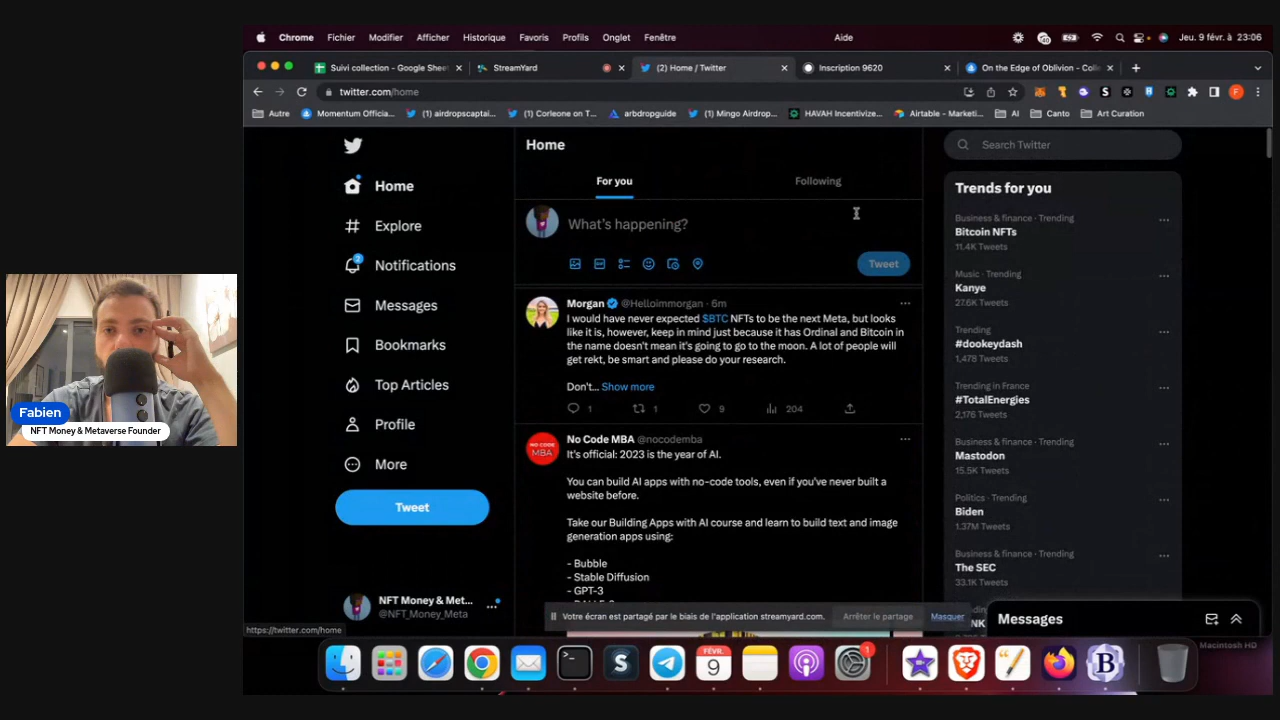 Chrome Fichier Modifier Afficher Historique Favoris Profils Onglet Fenêtre Aide Jeu. 9 févr. à 23:06
Suivi collection - Google Shee StreamYard (2) Home / Twitter Inscription 9620 On the Edge of Oblivion - Coll
twitter.com/home
Autre Momentum Officia... (1) airdropscaptai... (1) Corleone on T... arbdropguide (1) Mingo Airdrop... HAVAH Incentivize... Airtable - Marketi... AI Canto Art Curation
Home
For you Following
What's happening?
Tweet
Home
Explore
2
Notifications
Messages
Bookmarks
Top Articles
Profile
More
Tweet
NFT Money & Met...
@NFT_Money_Meta
https://twitter.com/home
Morgan @Helloimmorgan · 6m
I would have never expected $BTC NFTs to be the next Meta, but looks
like it is, however, keep in mind just because it has Ordinal and Bitcoin in
the name doesn't mean it's going to go to the moon. A lot of people will
get rekt, be smart and please do your research.
Don't... Show more
1 1 9 204
No Code MBA @nocodemba
It's official: 2023 is the year of AI.
You can build AI apps with no-code tools, even if you've never built a
website before.
Take our Building Apps with AI course and learn to build text and image
generation apps using:
- Bubble
- Stable Diffusion
- GPT-3
Votre écran est partagé par le biais de l'application streamyard.com. Arrêter le partage Masquer
Search Twitter
Trends for you
Business & finance · Trending
Bitcoin NFTs
11.4K Tweets
Music · Trending
Kanye
27.6K Tweets
Trending
#dookeydash
1,478 Tweets
Trending in France
#TotalEnergies
2,176 Tweets
Business & finance · Trending
Mastodon
15.5K Tweets
Politics · Trending
Biden
1.37M Tweets
Business & finance · Trending
The SEC
33.1K Tweets
Messages
Macintosh HD
FÉVR.
9
1
Fabien
NFT Money & Metaverse Founder